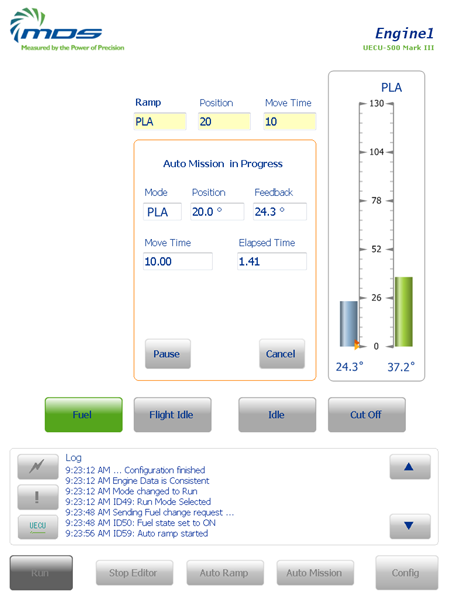 MDS
Measured by the Power of Precision
Engine1
UECU-500 Mark III
PLA
Ramp Position Move Time
PLA 20 10
Auto Mission in Progress
Mode Position Feedback
PLA 20.0 ° 24.3 °
Move Time Elapsed Time
10.00 1.41
Pause Cancel
130
104
78
52
26
0
24.3° 37.2°
Fuel Flight Idle Idle Cut Off
Log
9:23:12 AM ... Configuration finished
9:23:12 AM Engine Data is Consistent
9:23:12 AM Mode changed to Run
9:23:12 AM ID49: Run Mode Selected
9:23:48 AM Sending Fuel change request ...
9:23:48 AM ID50: Fuel state set to ON
9:23:56 AM ID59: Auto ramp started
!
UECU
Run Stop Editor Auto Ramp Auto Mission Config